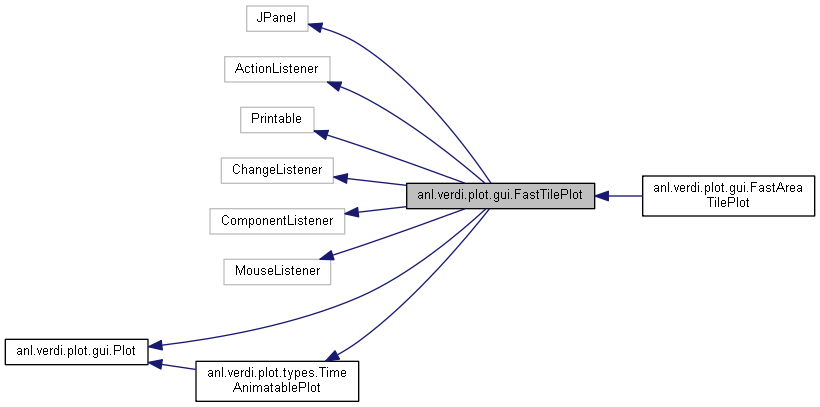 JPanel
ActionListener
Printable
ChangeListener
anl.verdi.plot.gui.FastTilePlot
anl.verdi.plot.gui.FastArea
TilePlot
ComponentListener
MouseListener
anl.verdi.plot.gui.Plot
anl.verdi.plot.types.Time
AnimatablePlot